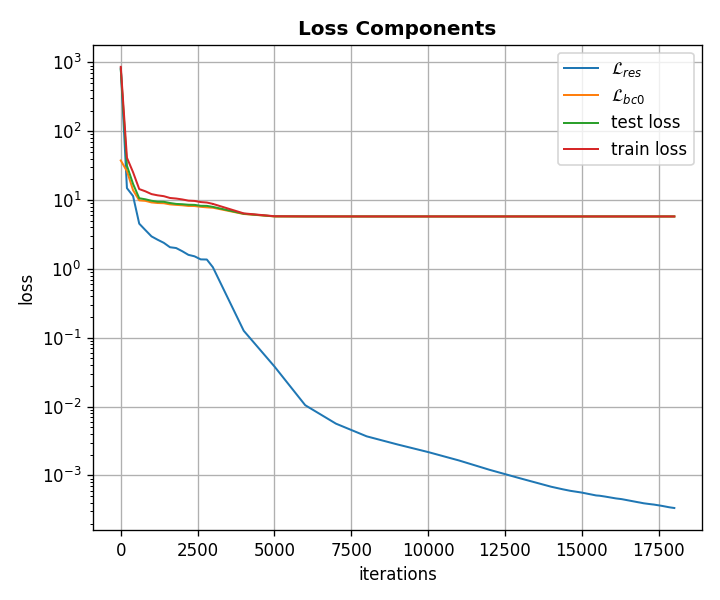 Loss Components
10³
10²
10¹
10⁰
10⁻¹
10⁻²
10⁻³
loss
0 2500 5000 7500 10000 12500 15000 17500
iterations
ℒ_res
ℒ_bc0
test loss
train loss